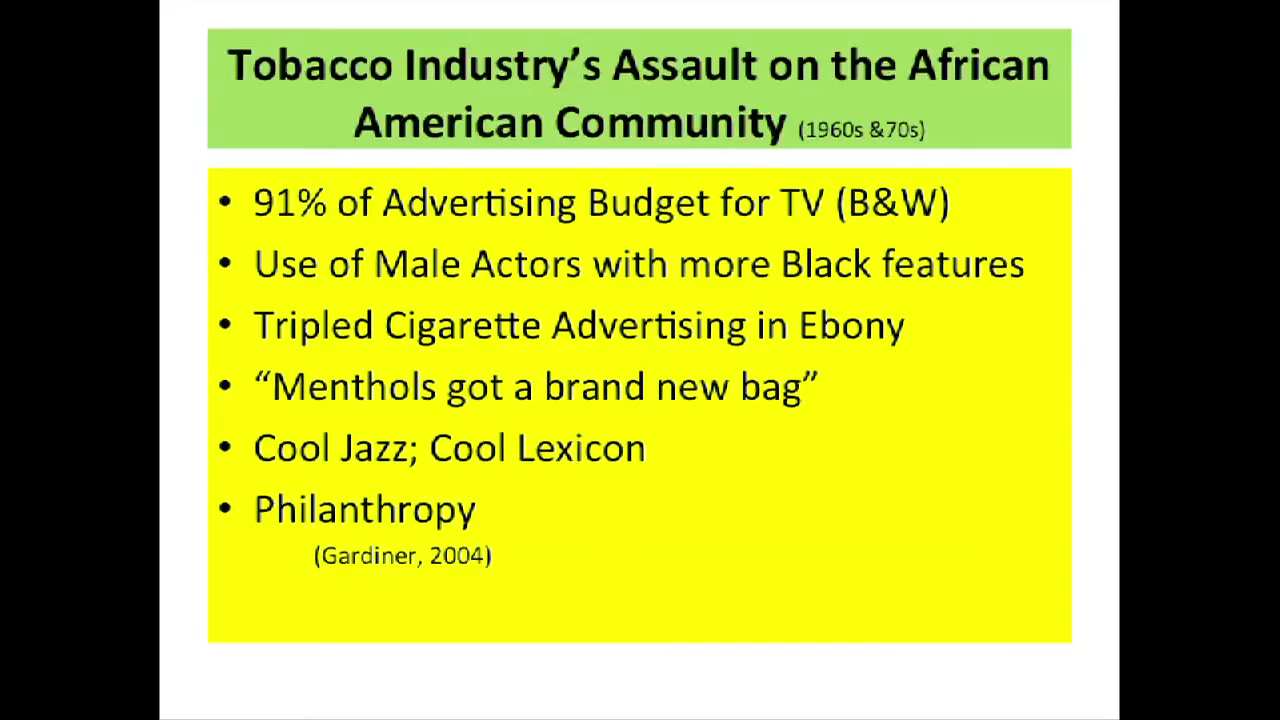 Tobacco Industry’s Assault on the African
American Community (1960s &70s)
• 91% of Advertising Budget for TV (B&W)
• Use of Male Actors with more Black features
• Tripled Cigarette Advertising in Ebony
• “Menthols got a brand new bag”
• Cool Jazz; Cool Lexicon
• Philanthropy
(Gardiner, 2004)